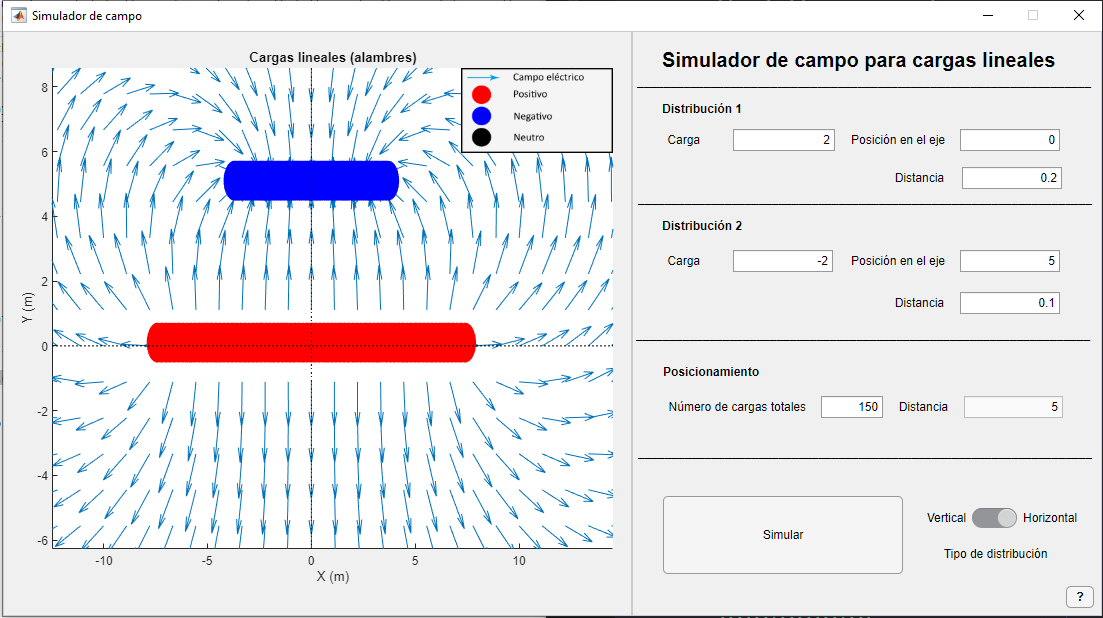 Simulador de campo
Cargas lineales (alambres)
Campo eléctrico
Positivo
Negativo
Neutro
8
6
4
2
0
-2
-4
-6
Y (m)
-10 -5 0 5 10
X (m)
Simulador de campo para cargas lineales
Distribución 1
Carga 2 Posición en el eje 0
Distancia 0.2
Distribución 2
Carga -2 Posición en el eje 5
Distancia 0.1
Posicionamiento
Número de cargas totales 150 Distancia 5
Simular
Vertical Horizontal
Tipo de distribución
?